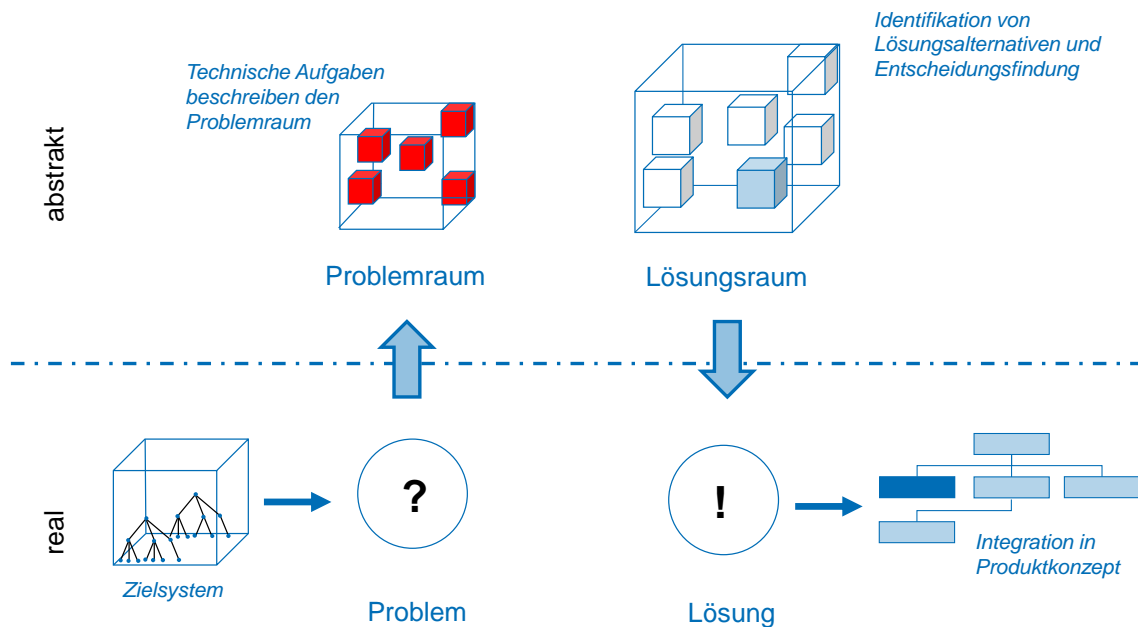 Technische Aufgaben
beschreiben den
Problemraum
Identifikation von
Lösungsalternativen und
Entscheidungsfindung
abstrakt
Problemraum
Lösungsraum
real
?
!
Zielsystem
Problem
Lösung
Integration in
Produktkonzept